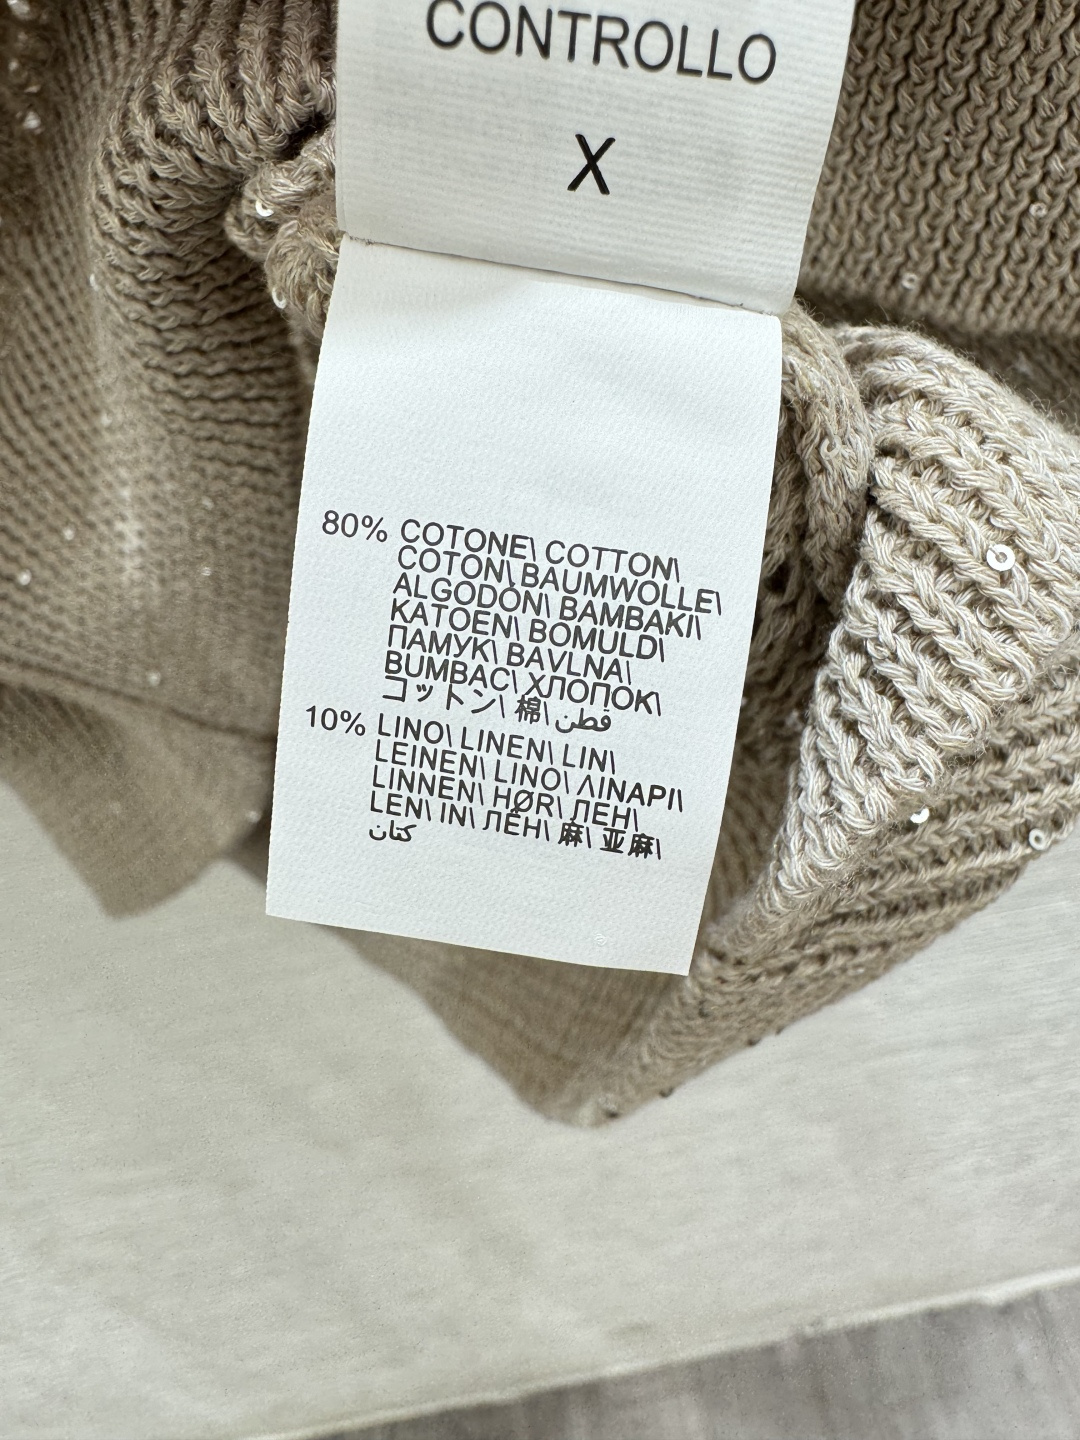 CONTROLLO
X
80% COTONE\ COTTON\
COTON\ BAUMWOLLE\
ALGODÒN\ BAMBAKI\
KATOEN\ BOMULD\
ПАМУК\ BAVLNA\
BUMBAC\ ХЛОПОК\
コットン\ 棉\ قطن
10% LINO\ LINEN\ LIN\
LEINEN\ LINO\ ΛΙΝΑΡΙ\
LINNEN\ HØR\ ЛЕН\
LEN\ IN\ ЛЁН\ 麻\ 亚麻\
كتان